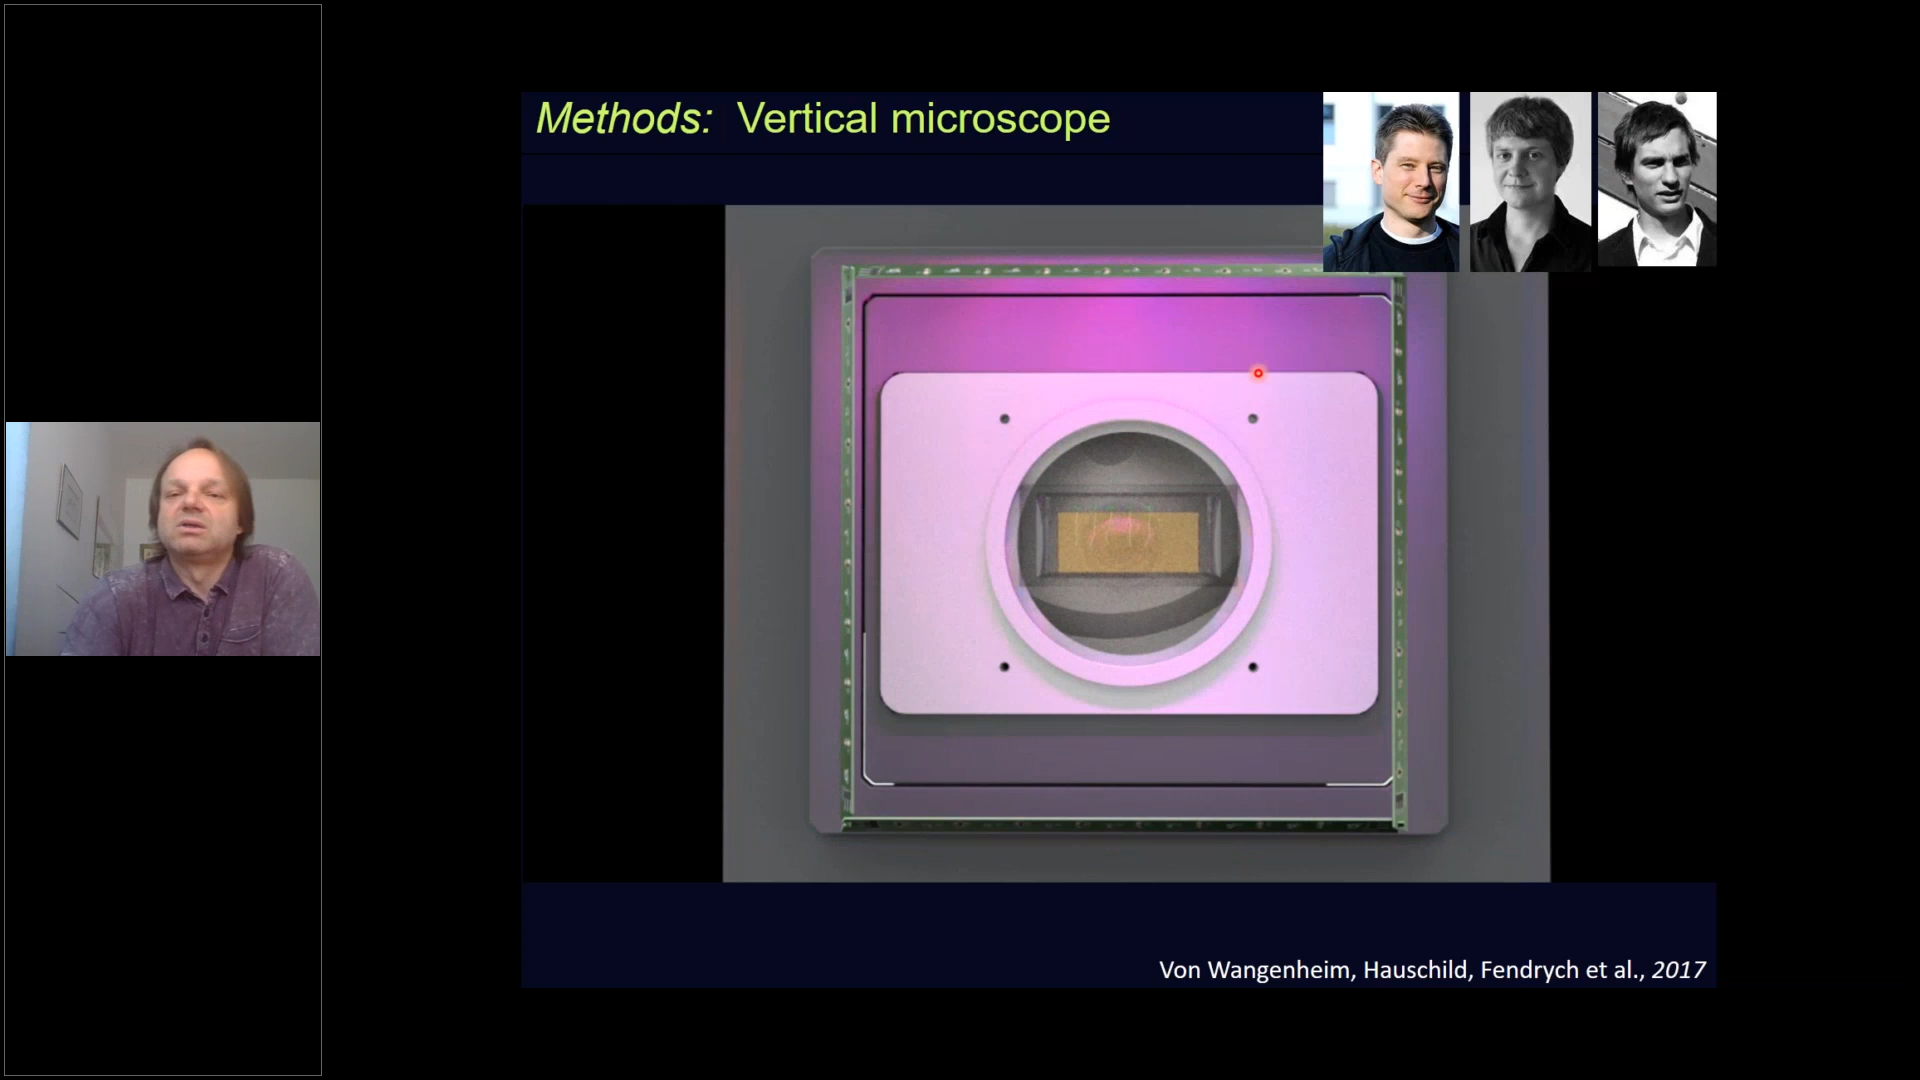 Methods: Vertical microscope
Von Wangenheim, Hauschild, Fendrych et al., 2017